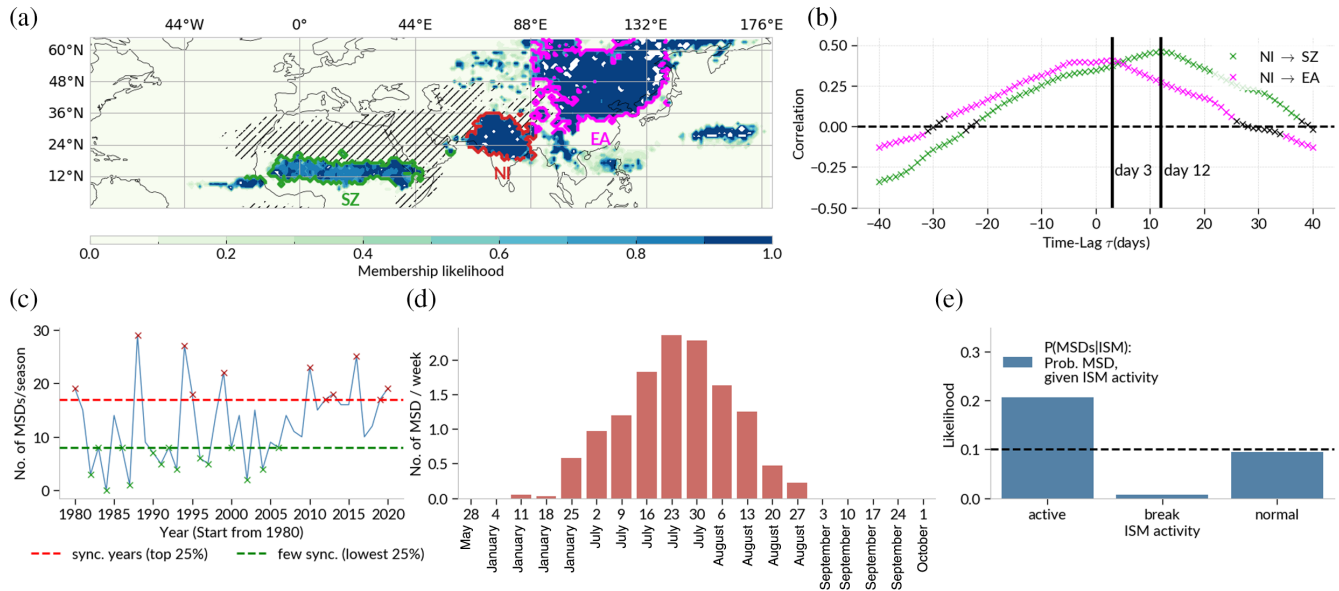 (a)
44°W 0° 44°E 88°E 132°E 176°E
60°N
48°N
36°N
24°N
12°N
EA
NI
SZ
0.0 0.2 0.4 0.6 0.8 1.0
Membership likelihood
(b)
0.50
0.25
0.00
−0.25
−0.50
Correlation
NI → SZ
NI → EA
day 3 day 12
−40 −30 −20 −10 0 10 20 30 40
Time-Lag τ(days)
(c)
30
20
10
0
No. of MSDs/season
1980 1985 1990 1995 2000 2005 2010 2015 2020
Year (Start from 1980)
sync. years (top 25%) few sync. (lowest 25%)
(d)
2.0
1.5
1.0
0.5
0.0
No. of MSD / week
28 4 11 18 25 2 9 16 23 30 6 13 20 27 3 10 17 24 1
May January January January January July July July July July August August August August September September September September October
(e)
0.3
0.2
0.1
0.0
Likelihood
P(MSDs|ISM):
Prob. MSD,
given ISM activity
active break normal
ISM activity